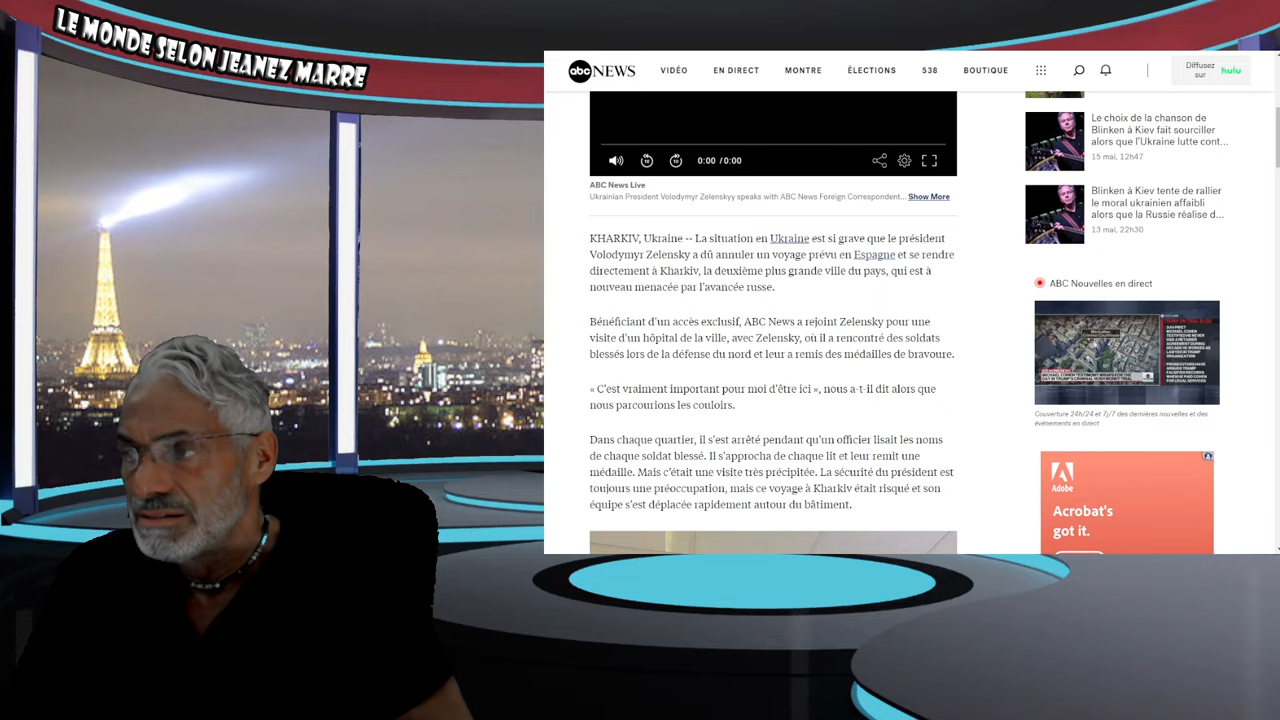 LE MONDE SELON JEANEZ MARRE
abc NEWS
VIDÉO
EN DIRECT
MONTRE
ÉLECTIONS
538
BOUTIQUE
Diffusez
sur
hulu
0:00 / 0:00
ABC News Live
Ukrainian President Volodymyr Zelenskyy speaks with ABC News Foreign Correspondent... Show More
KHARKIV, Ukraine -- La situation en Ukraine est si grave que le président
Volodymyr Zelensky a dû annuler un voyage prévu en Espagne et se rendre
directement à Kharkiv, la deuxième plus grande ville du pays, qui est à
nouveau menacée par l'avancée russe.
Bénéficiant d'un accès exclusif, ABC News a rejoint Zelensky pour une
visite d'un hôpital de la ville, avec Zelensky, où il a rencontré des soldats
blessés lors de la défense du nord et leur a remis des médailles de bravoure.
« C'est vraiment important pour moi d'être ici », nous a-t-il dit alors que
nous parcourions les couloirs.
Dans chaque quartier, il s'est arrêté pendant qu'un officier lisait les noms
de chaque soldat blessé. Il s'approcha de chaque lit et leur remit une
médaille. Mais c'était une visite très précipitée. La sécurité du président est
toujours une préoccupation, mais ce voyage à Kharkiv était risqué et son
équipe s'est déplacée rapidement autour du bâtiment.
Le choix de la chanson de
Blinken à Kiev fait sourciller
alors que l'Ukraine lutte cont...
15 mai, 12h47
Blinken à Kiev tente de rallier
le moral ukrainien affaibli
alors que la Russie réalise d...
13 mai, 22h30
ABC Nouvelles en direct
Couverture 24h/24 et 7j/7 des dernières nouvelles et des
événements en direct
Adobe
Acrobat's
got it.